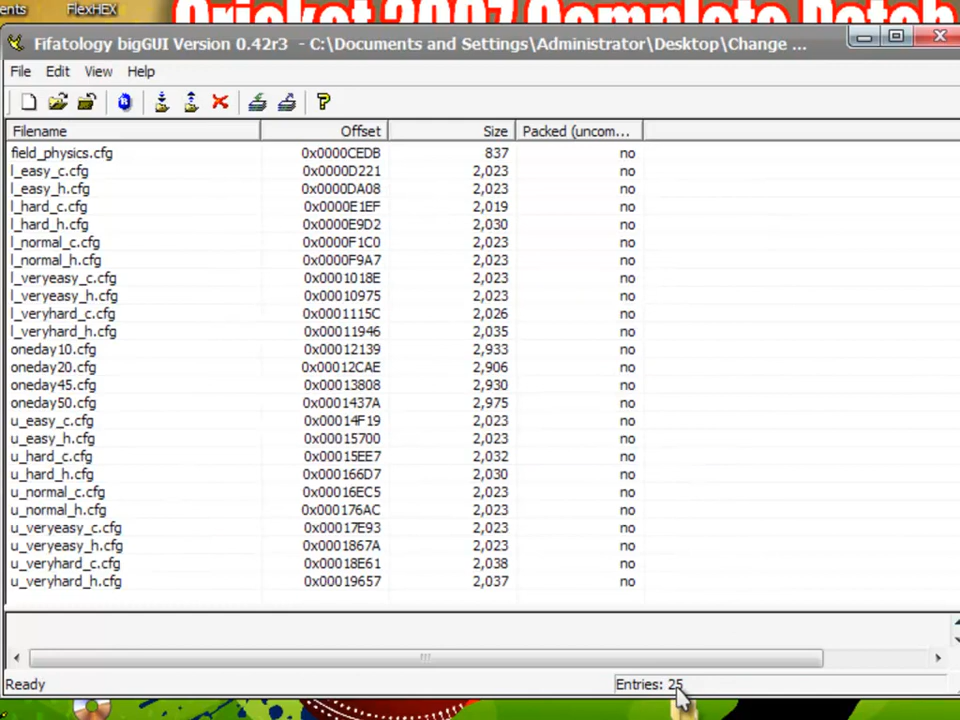 ents FlexHEX Cricket 2007 Complete Datab
Fifatology bigGUI Version 0.42r3 - C:\Documents and Settings\Administrator\Desktop\Change ...
File Edit View Help
Filename Offset Size Packed (uncom...
field_physics.cfg 0x0000CEDB 837 no
l_easy_c.cfg 0x0000D221 2,023 no
l_easy_h.cfg 0x0000DA08 2,023 no
l_hard_c.cfg 0x0000E1EF 2,019 no
l_hard_h.cfg 0x0000E9D2 2,030 no
l_normal_c.cfg 0x0000F1C0 2,023 no
l_normal_h.cfg 0x0000F9A7 2,023 no
l_veryeasy_c.cfg 0x0001018E 2,023 no
l_veryeasy_h.cfg 0x00010975 2,023 no
l_veryhard_c.cfg 0x0001115C 2,026 no
l_veryhard_h.cfg 0x00011946 2,035 no
oneday10.cfg 0x00012139 2,933 no
oneday20.cfg 0x00012CAE 2,906 no
oneday45.cfg 0x00013808 2,930 no
oneday50.cfg 0x0001437A 2,975 no
u_easy_c.cfg 0x00014F19 2,023 no
u_easy_h.cfg 0x00015700 2,023 no
u_hard_c.cfg 0x00015EE7 2,032 no
u_hard_h.cfg 0x000166D7 2,030 no
u_normal_c.cfg 0x00016EC5 2,023 no
u_normal_h.cfg 0x000176AC 2,023 no
u_veryeasy_c.cfg 0x00017E93 2,023 no
u_veryeasy_h.cfg 0x0001867A 2,023 no
u_veryhard_c.cfg 0x00018E61 2,038 no
u_veryhard_h.cfg 0x00019657 2,037 no
Ready Entries: 25